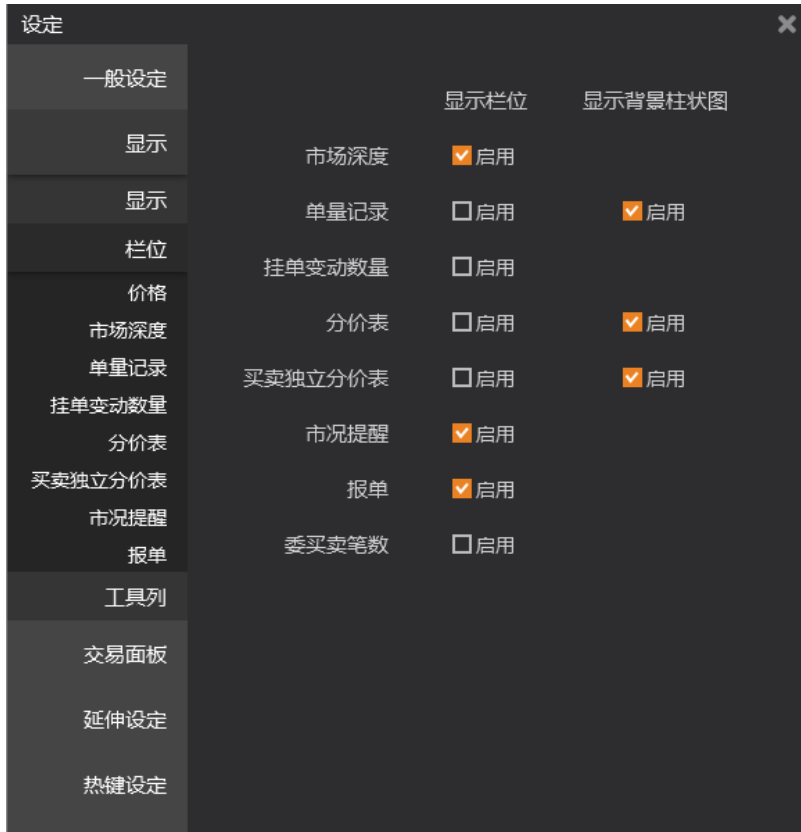 设定
一般设定
显示
显示
栏位
价格
市场深度
单量记录
挂单变动数量
分价表
买卖独立分价表
市况提醒
报单
工具列
交易面板
延伸设定
热键设定
显示栏位 显示背景柱状图
市场深度 启用
单量记录 启用 启用
挂单变动数量 启用
分价表 启用 启用
买卖独立分价表 启用 启用
市况提醒 启用
报单 启用
委买卖笔数 启用